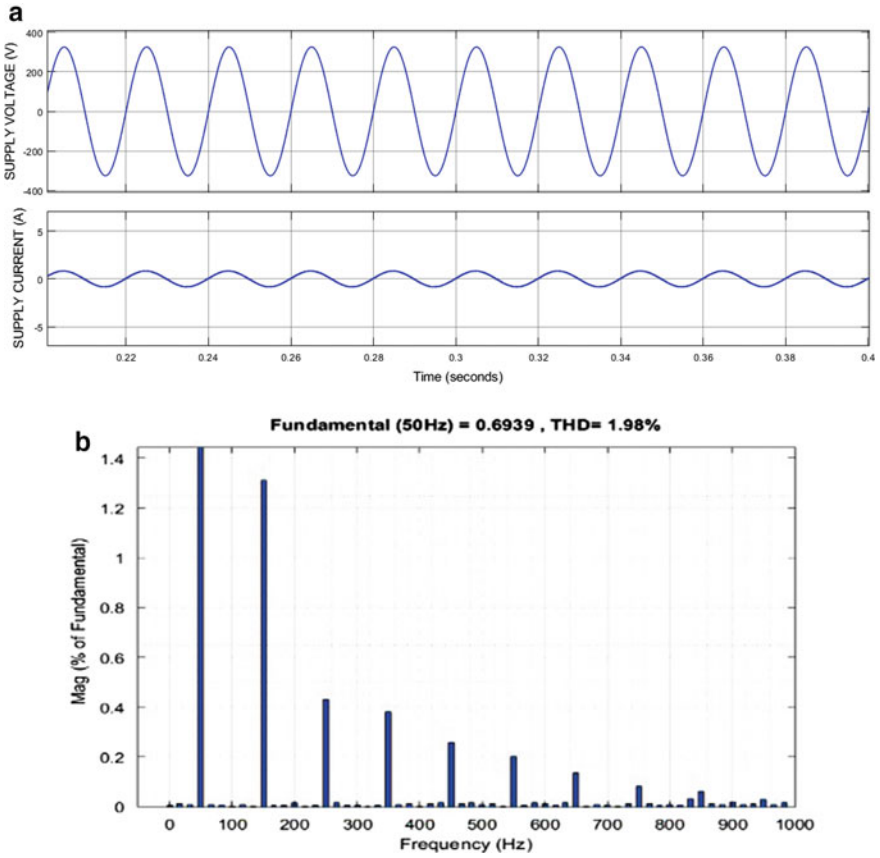 a
SUPPLY VOLTAGE (V)
400
200
0
-200
-400
SUPPLY CURRENT (A)
5
0
-5
0.22 0.24 0.26 0.28 0.3 0.32 0.34 0.36 0.38 0.4
Time (seconds)
b
Fundamental (50Hz) = 0.6939 , THD= 1.98%
Mag (% of Fundamental)
1.4
1.2
1
0.8
0.6
0.4
0.2
0
0 100 200 300 400 500 600 700 800 900 1000
Frequency (Hz)